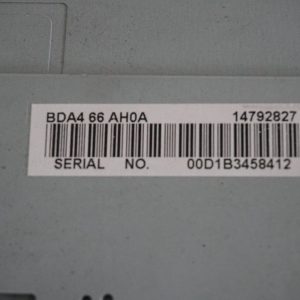 BDA4 66 AH0A 14792827
SERIAL NO. 00D1B3458412